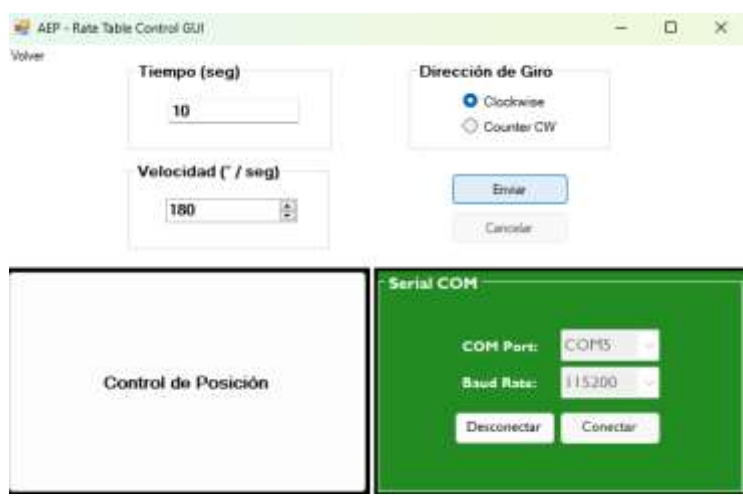 AEP - Rate Table Control GUI
Volver
Tiempo (seg)
10
Dirección de Giro
Clockwise
Counter CW
Velocidad (° / seg)
180
Enviar
Cancelar
Control de Posición
Serial COM
COM Port: COM5
Baud Rate: 115200
Desconectar Conectar